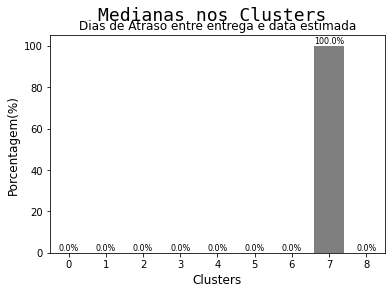 Medianas nos Clusters
Dias de Atraso entre entrega e data estimada
Porcentagem(%)
100
80
60
40
20
0
0.0% 0.0% 0.0% 0.0% 0.0% 0.0% 0.0% 100.0% 0.0%
0 1 2 3 4 5 6 7 8
Clusters